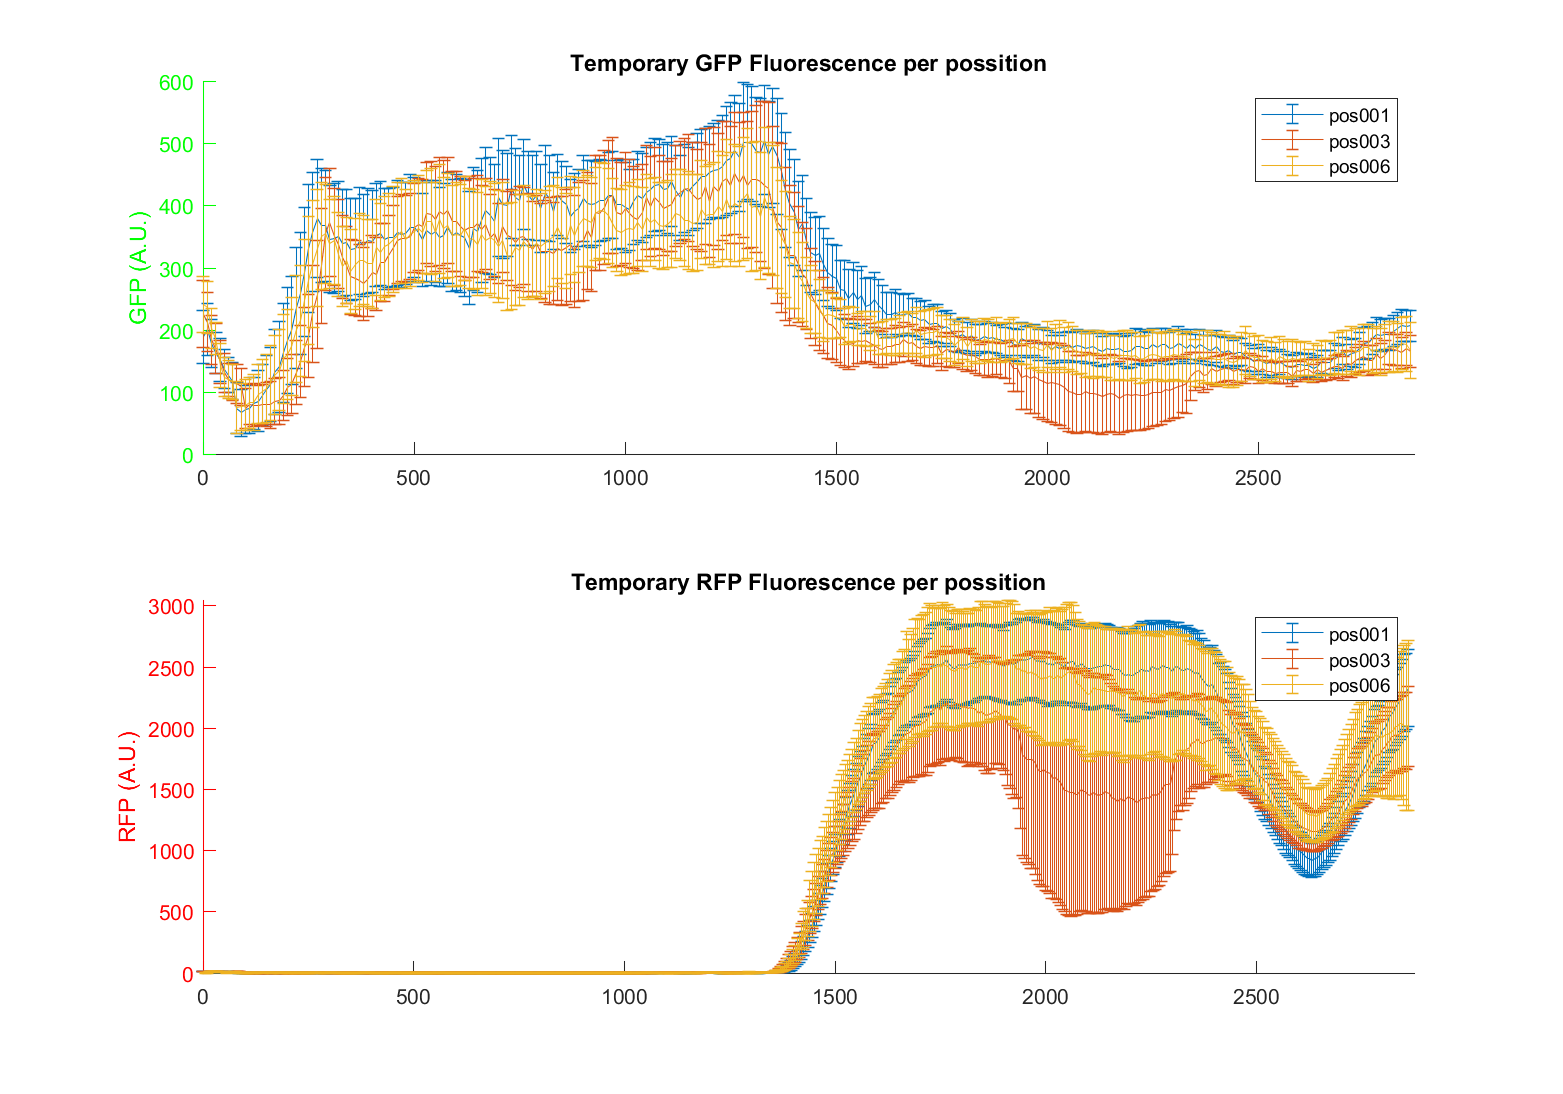 Temporary GFP Fluorescence per possition
600
500
400
300
200
100
0
GFP (A.U.)
pos001
pos003
pos006
0 500 1000 1500 2000 2500
Temporary RFP Fluorescence per possition
3000
2500
2000
1500
1000
500
0
RFP (A.U.)
pos001
pos003
pos006
0 500 1000 1500 2000 2500